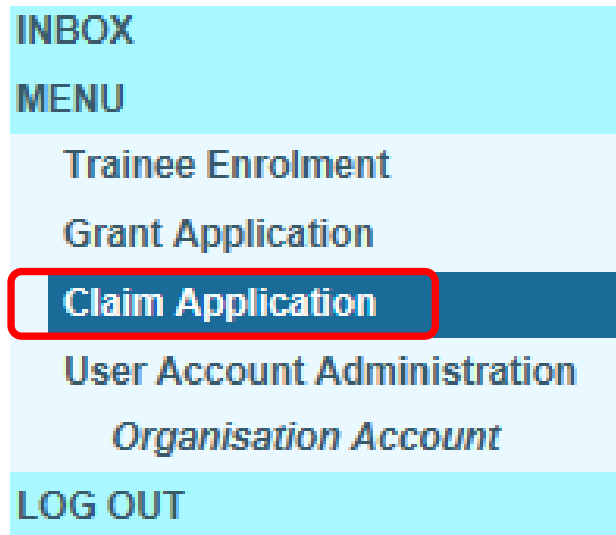 INBOX
MENU
Trainee Enrolment
Grant Application
Claim Application
User Account Administration
Organisation Account
LOG OUT